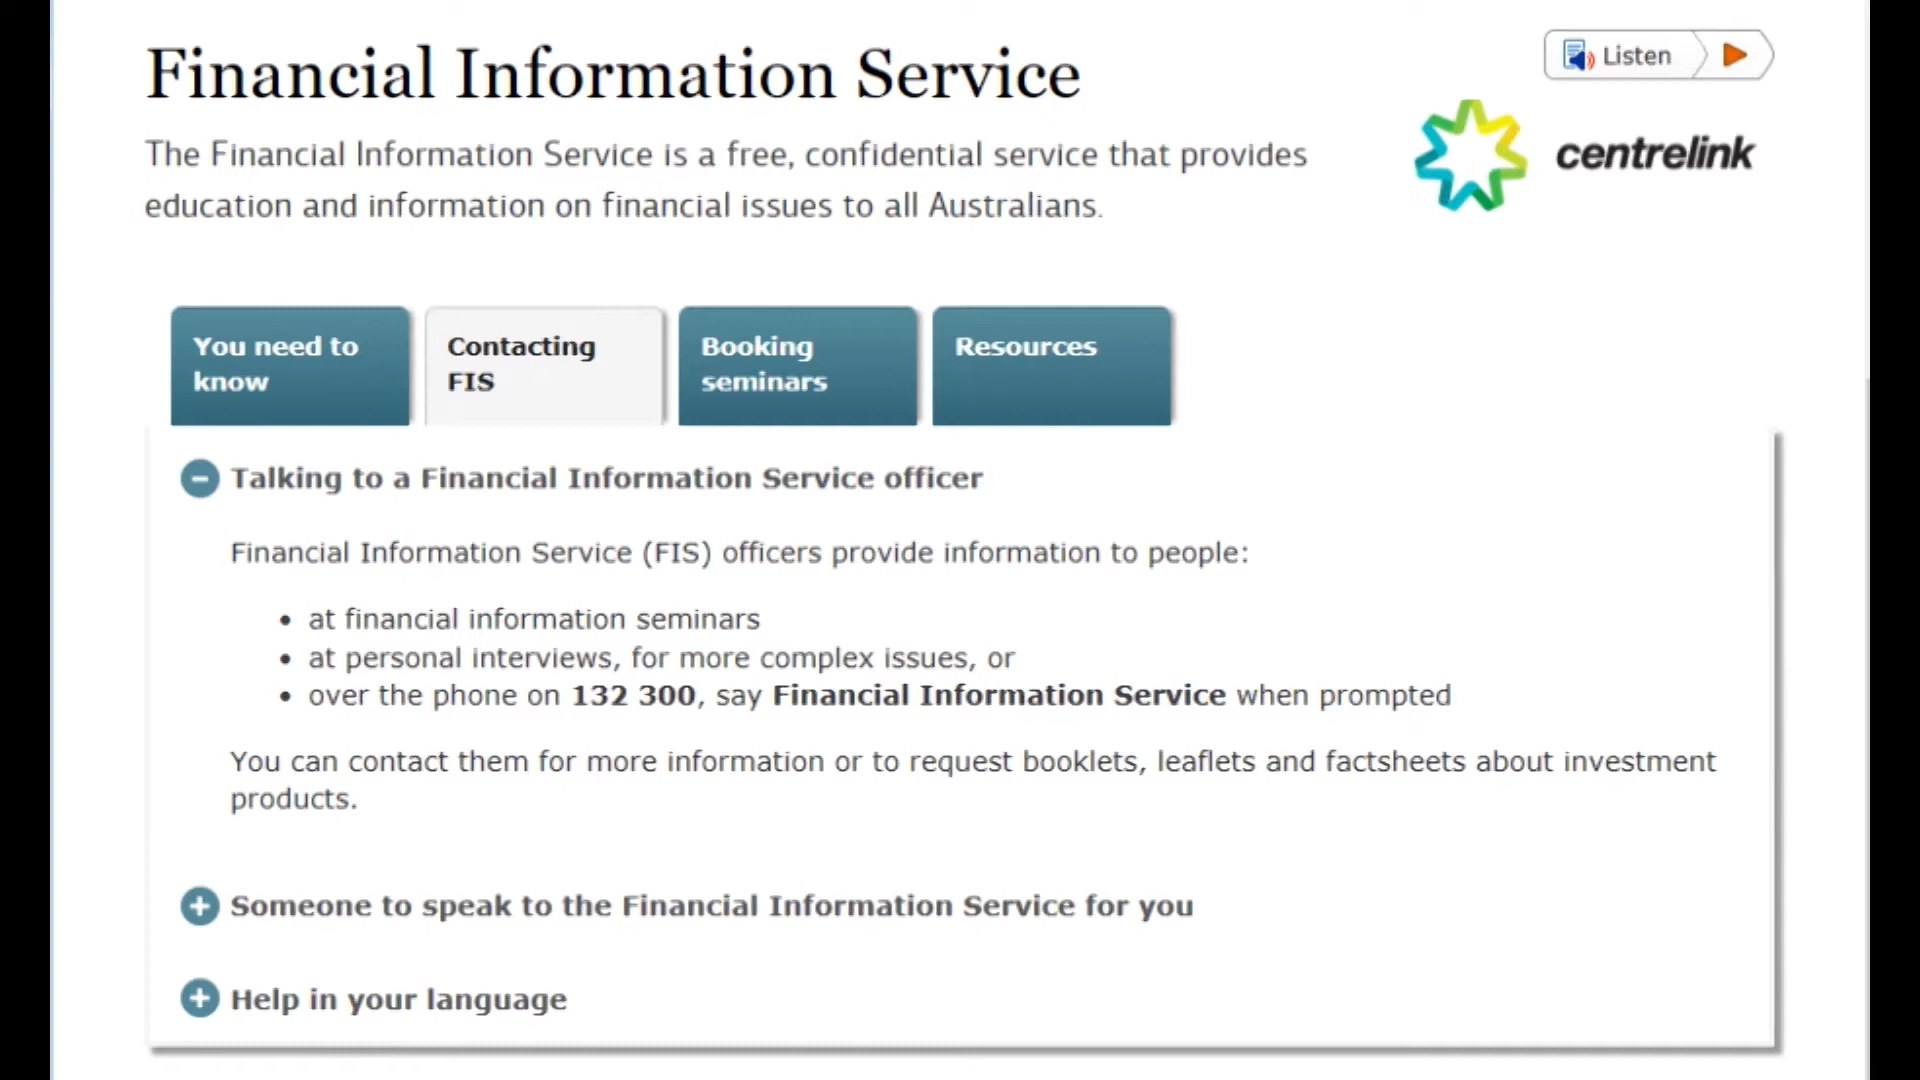 Financial Information Service
Listen
The Financial Information Service is a free, confidential service that provides
education and information on financial issues to all Australians.
centrelink
You need to
know
Contacting
FIS
Booking
seminars
Resources
Talking to a Financial Information Service officer
Financial Information Service (FIS) officers provide information to people:
• at financial information seminars
• at personal interviews, for more complex issues, or
• over the phone on 132 300, say Financial Information Service when prompted
You can contact them for more information or to request booklets, leaflets and factsheets about investment
products.
Someone to speak to the Financial Information Service for you
Help in your language